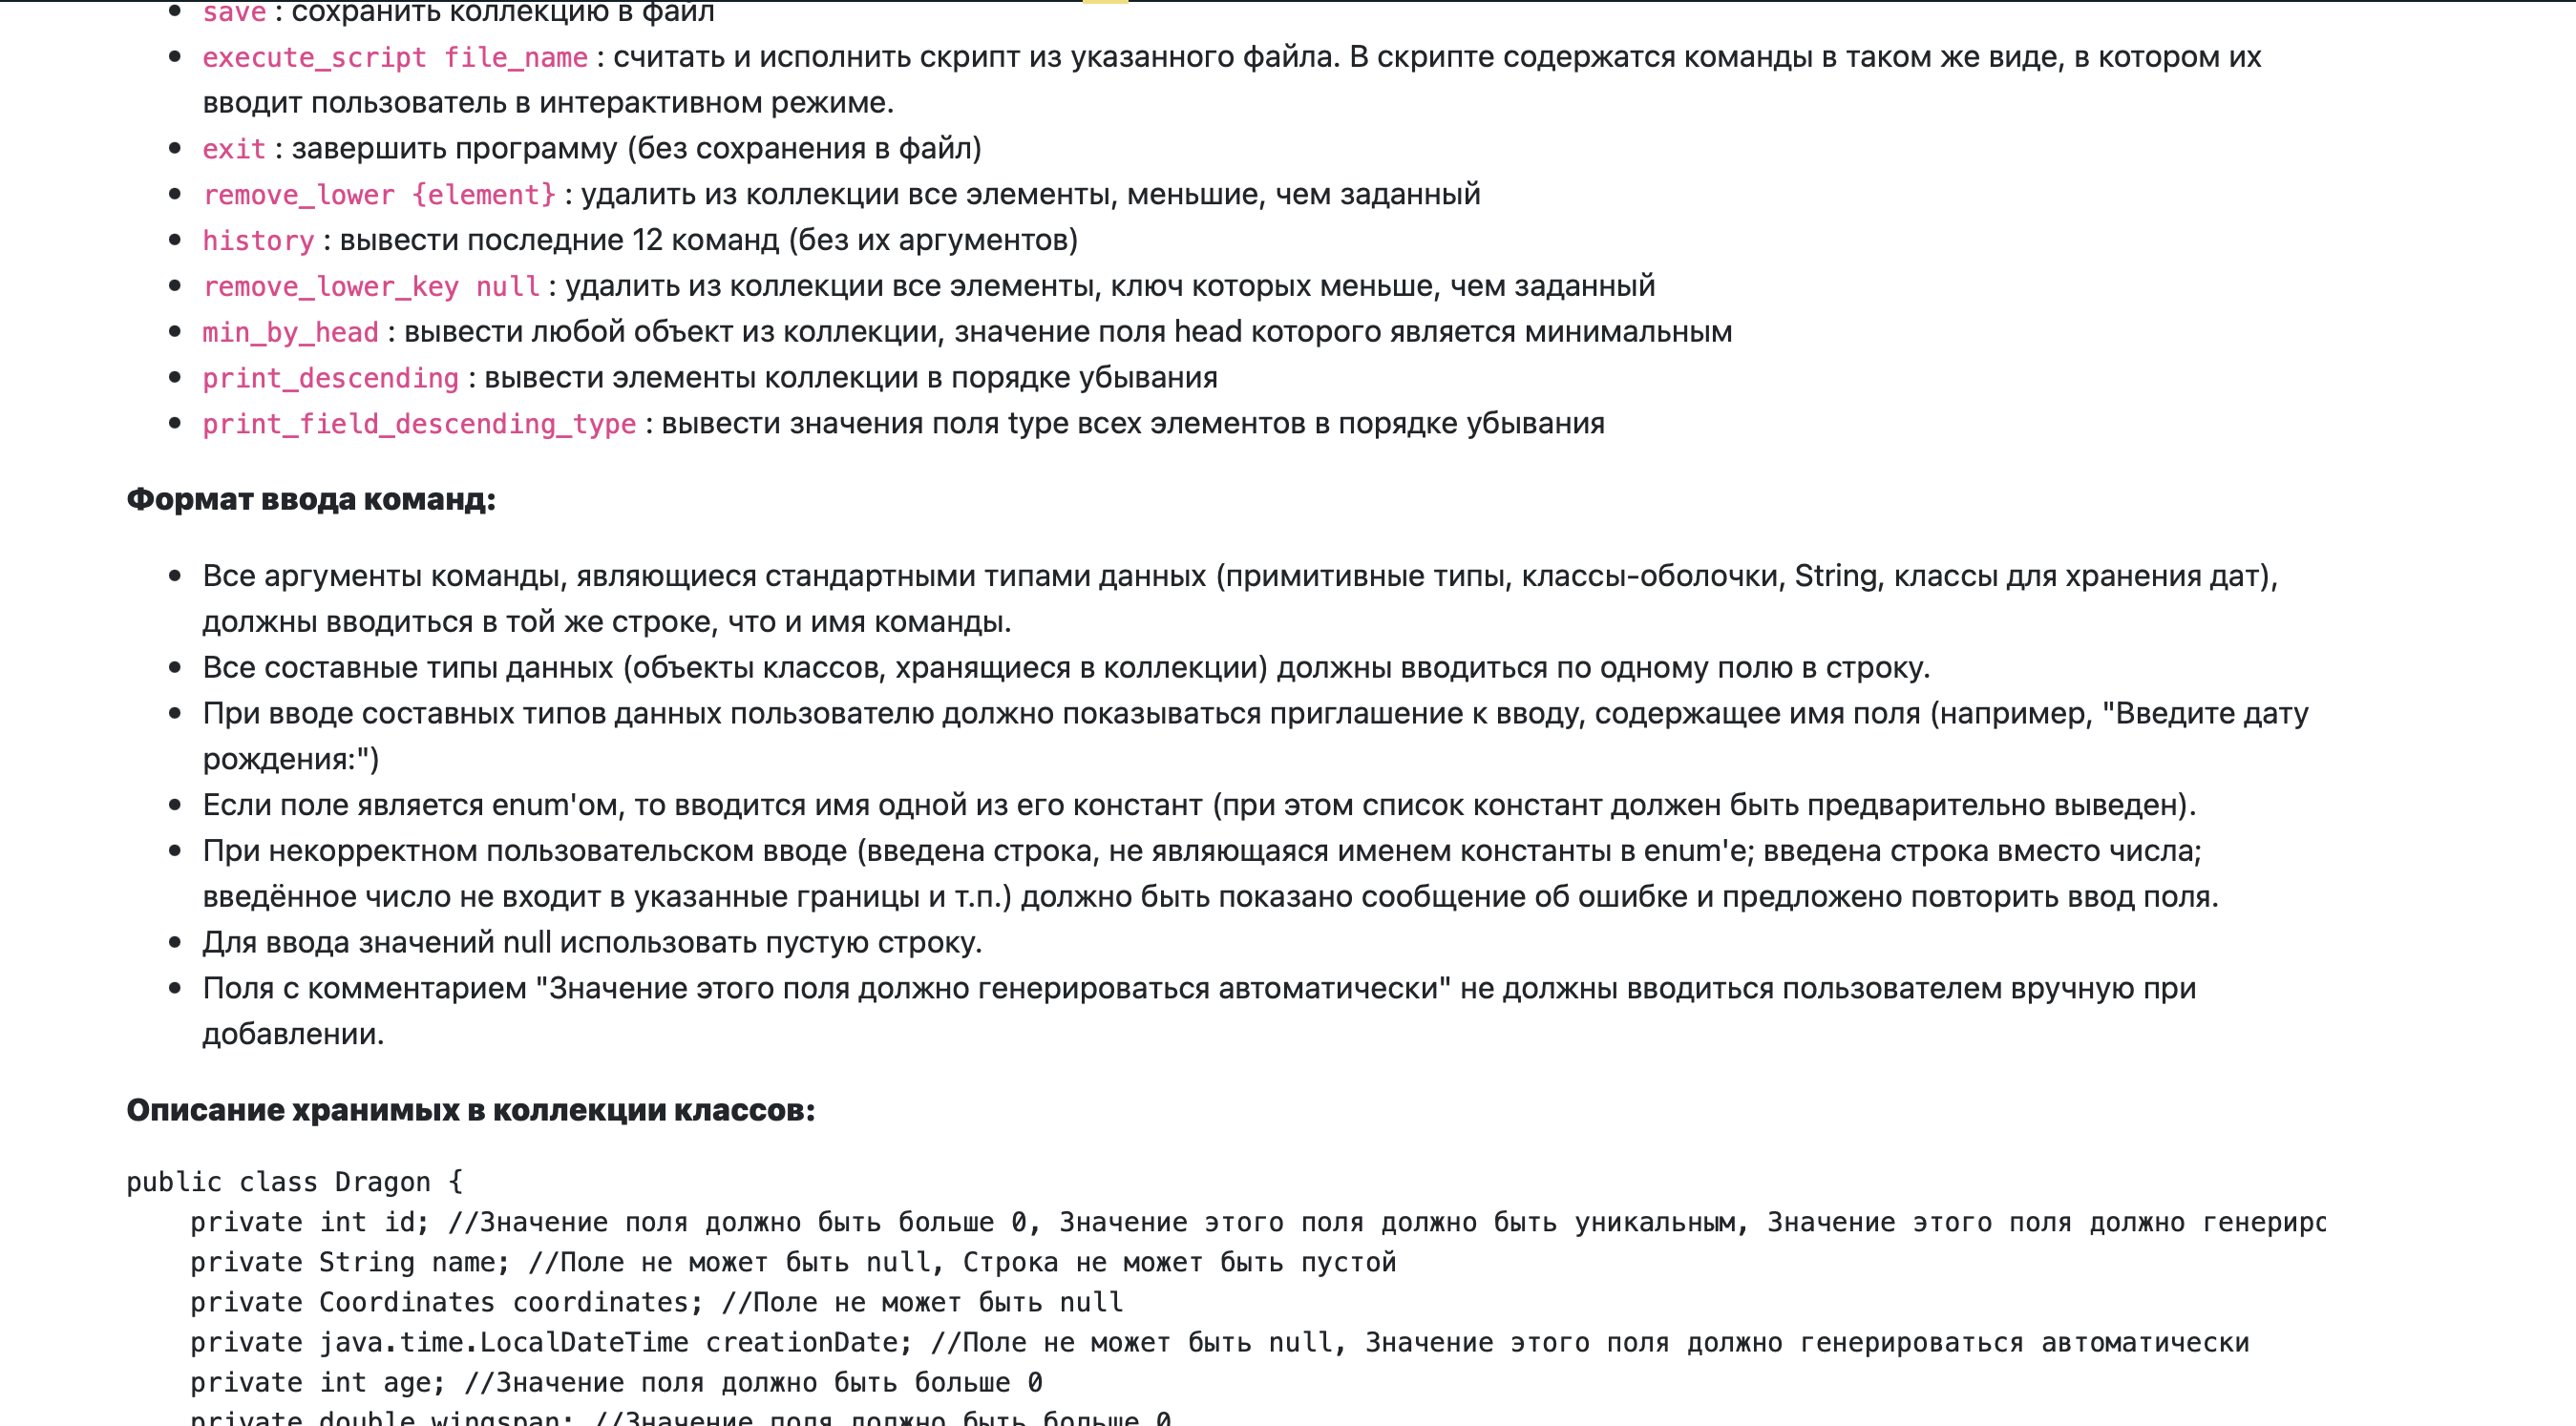 save : сохранить коллекцию в файл
execute_script file_name : считать и исполнить скрипт из указанного файла. В скрипте содержатся команды в таком же виде, в котором их
вводит пользователь в интерактивном режиме.
exit : завершить программу (без сохранения в файл)
remove_lower {element} : удалить из коллекции все элементы, меньшие, чем заданный
history : вывести последние 12 команд (без их аргументов)
remove_lower_key null : удалить из коллекции все элементы, ключ которых меньше, чем заданный
min_by_head : вывести любой объект из коллекции, значение поля head которого является минимальным
print_descending : вывести элементы коллекции в порядке убывания
print_field_descending_type : вывести значения поля type всех элементов в порядке убывания
Формат ввода команд:
Все аргументы команды, являющиеся стандартными типами данных (примитивные типы, классы-оболочки, String, классы для хранения дат),
должны вводиться в той же строке, что и имя команды.
Все составные типы данных (объекты классов, хранящиеся в коллекции) должны вводиться по одному полю в строку.
При вводе составных типов данных пользователю должно показываться приглашение к вводу, содержащее имя поля (например, "Введите дату
рождения:")
Если поле является enum'ом, то вводится имя одной из его констант (при этом список констант должен быть предварительно выведен).
При некорректном пользовательском вводе (введена строка, не являющаяся именем константы в enum'е; введена строка вместо числа;
введённое число не входит в указанные границы и т.п.) должно быть показано сообщение об ошибке и предложено повторить ввод поля.
Для ввода значений null использовать пустую строку.
Поля с комментарием "Значение этого поля должно генерироваться автоматически" не должны вводиться пользователем вручную при
добавлении.
Описание хранимых в коллекции классов:
public class Dragon {
private int id; //Значение поля должно быть больше 0, Значение этого поля должно быть уникальным, Значение этого поля должно генериро
private String name; //Поле не может быть null, Строка не может быть пустой
private Coordinates coordinates; //Поле не может быть null
private java.time.LocalDateTime creationDate; //Поле не может быть null, Значение этого поля должно генерироваться автоматически
private int age; //Значение поля должно быть больше 0
private double wingspan; //Значение поля должно быть больше 0